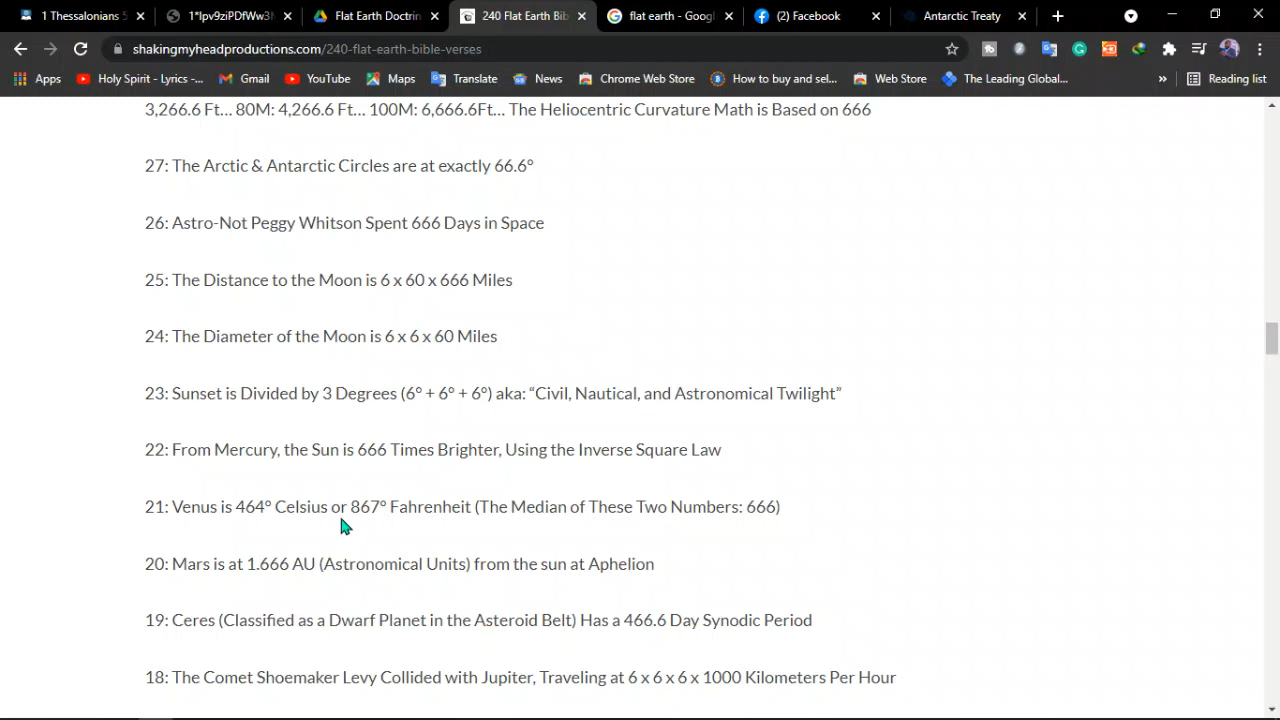 1 Thessalonians 5
1*lpv9ziPDfWw3
Flat Earth Doctrin
240 Flat Earth Bib
flat earth - Googl
(2) Facebook
Antarctic Treaty
shakingmyheadproductions.com/240-flat-earth-bible-verses
Apps
Holy Spirit - Lyrics -...
Gmail
YouTube
Maps
Translate
News
Chrome Web Store
How to buy and sel...
Web Store
The Leading Global...
»
Reading list
3,266.6 Ft… 80M: 4,266.6 Ft… 100M: 6,666.6Ft… The Heliocentric Curvature Math is Based on 666
27: The Arctic & Antarctic Circles are at exactly 66.6°
26: Astro-Not Peggy Whitson Spent 666 Days in Space
25: The Distance to the Moon is 6 x 60 x 666 Miles
24: The Diameter of the Moon is 6 x 6 x 60 Miles
23: Sunset is Divided by 3 Degrees (6° + 6° + 6°) aka: “Civil, Nautical, and Astronomical Twilight”
22: From Mercury, the Sun is 666 Times Brighter, Using the Inverse Square Law
21: Venus is 464° Celsius or 867° Fahrenheit (The Median of These Two Numbers: 666)
20: Mars is at 1.666 AU (Astronomical Units) from the sun at Aphelion
19: Ceres (Classified as a Dwarf Planet in the Asteroid Belt) Has a 466.6 Day Synodic Period
18: The Comet Shoemaker Levy Collided with Jupiter, Traveling at 6 x 6 x 6 x 1000 Kilometers Per Hour